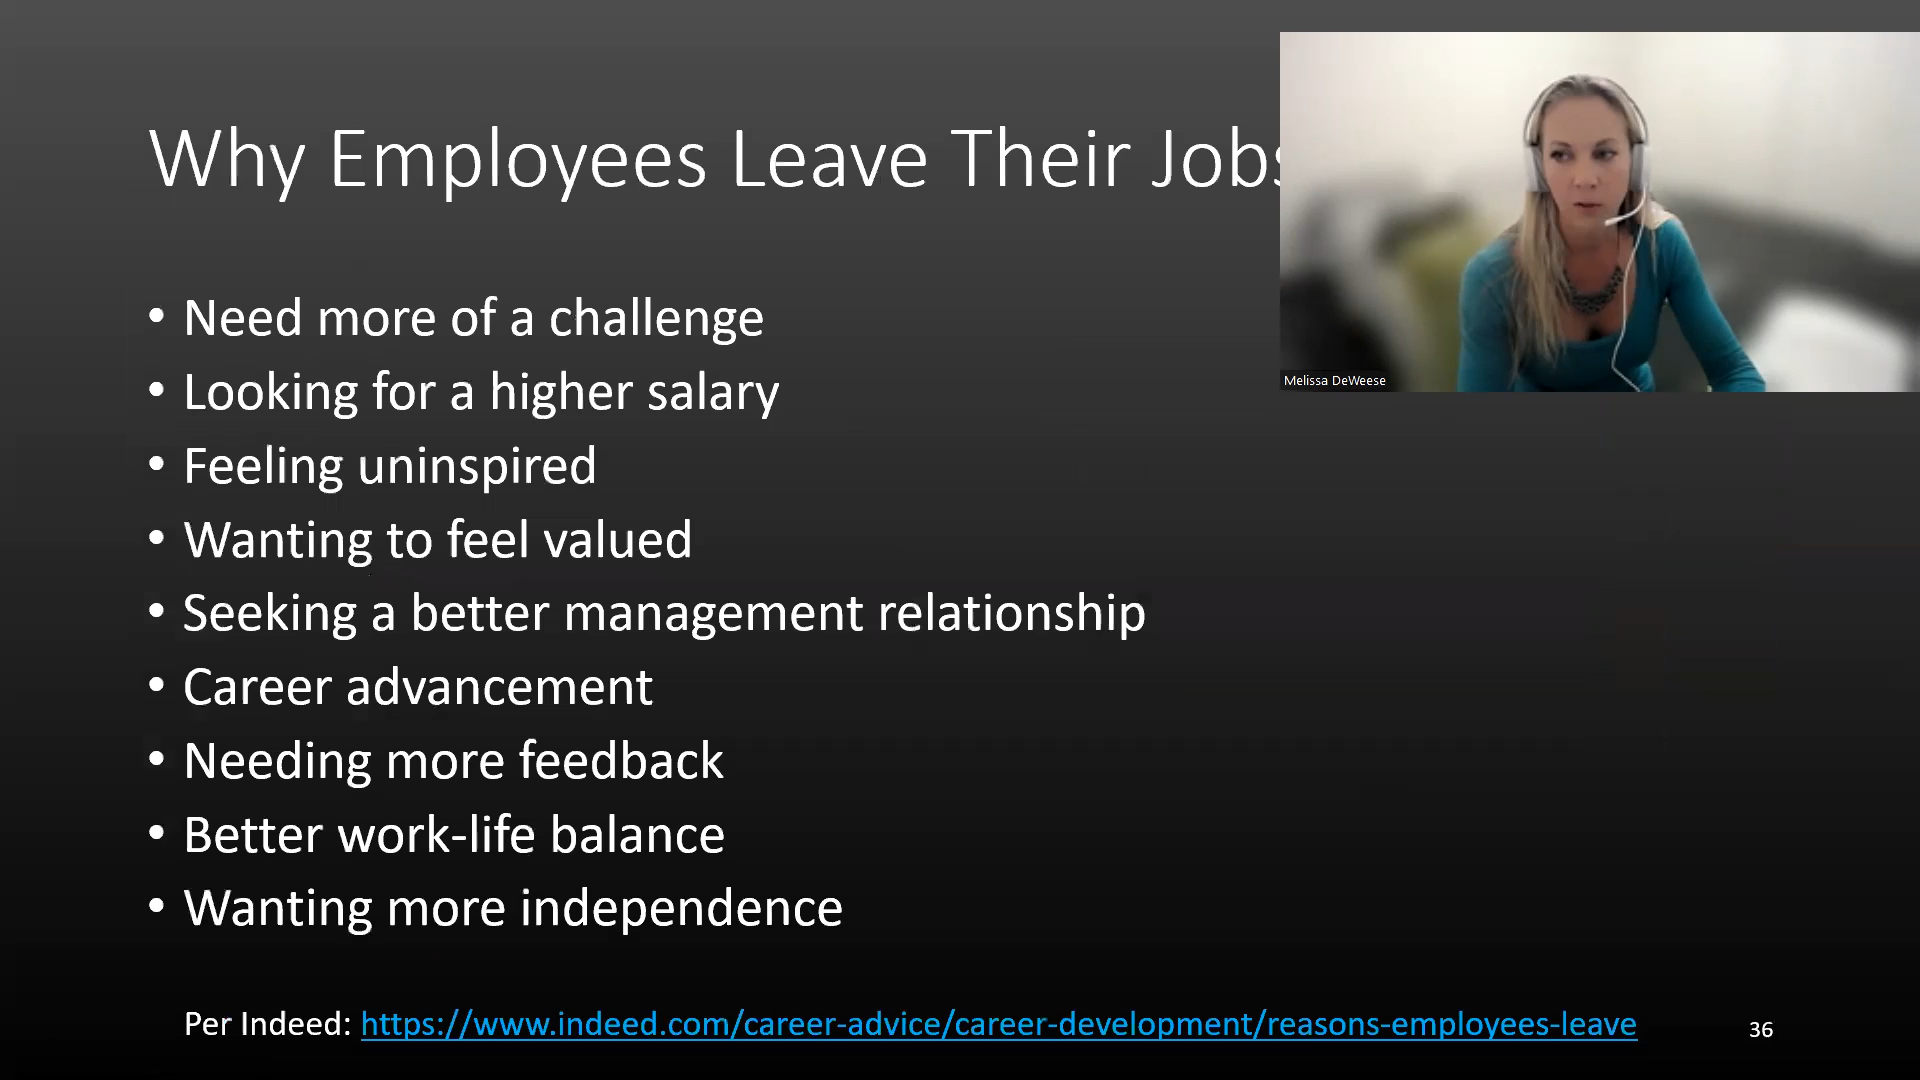 Why Employees Leave Their Jobs
• Need more of a challenge
• Looking for a higher salary
• Feeling uninspired
• Wanting to feel valued
• Seeking a better management relationship
• Career advancement
• Needing more feedback
• Better work-life balance
• Wanting more independence
Per Indeed: https://www.indeed.com/career-advice/career-development/reasons-employees-leave
36
Melissa DeWeese